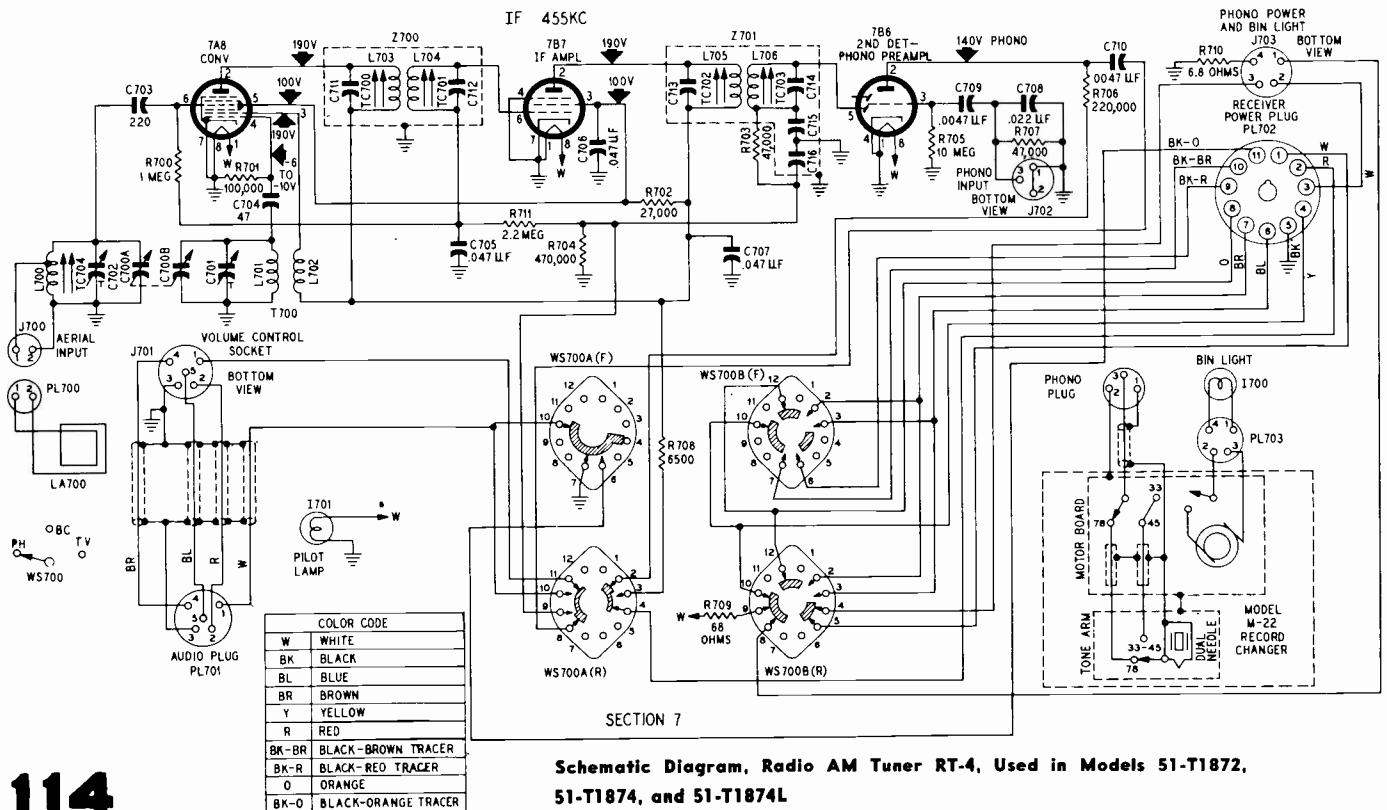 IF 455KC
7A8
CONV
190V
100V
190V
-6
TO
-10V
C703
220
R700
1 MEG
R701
100,000
C704
47
Z700
L703 L704
C711
TC700
TC701
C712
7B7
IF AMPL
190V
100V
C706
.047 UF
Z701
L705 L706
C713
TC702
TC703
C714
C715
C716
R703
47,000
7B6
2ND DET-
PHONO PREAMPL
140V PHONO
C710
.0047 UF
R706
220,000
C709
.0047 UF
C708
.022 UF
R705
10 MEG
R707
47,000
PHONO
INPUT
BOTTOM
VIEW
J702
PHONO POWER
AND BIN LIGHT
J703
BOTTOM
VIEW
R710
6.8 OHMS
RECEIVER
POWER PLUG
PL702
BK-O
BK-BR
BK-R
W
R
W
O
BR
BL
BK
Y
R702
27,000
R711
2.2 MEG
R704
470,000
C705
.047 UF
C707
.047 UF
L700
TC704
C702
C700A
C700B
C701
L701
L702
T700
J700
AERIAL
INPUT
PL700
LA700
BC
PH
TV
WS700
VOLUME CONTROL
SOCKET
J701
BOTTOM
VIEW
BR
BL
R
W
AUDIO PLUG
PL701
I701
W
PILOT
LAMP
WS700A(F)
WS700B(F)
R708
6500
WS700A(R)
WS700B(R)
W
R709
68
OHMS
PHONO
PLUG
BIN LIGHT
I700
PL703
MOTOR BOARD
33
78
45
TONE ARM
33-45
78
DUAL
NEEDLE
MODEL
M-22
RECORD
CHANGER
COLOR CODE
W WHITE
BK BLACK
BL BLUE
BR BROWN
Y YELLOW
R RED
BK-BR BLACK-BROWN TRACER
BK-R BLACK-RED TRACER
O ORANGE
BK-O BLACK-ORANGE TRACER
SECTION 7
114
Schematic Diagram, Radio AM Tuner RT-4, Used in Models 51-T1872,
51-T1874, and 51-T1874L